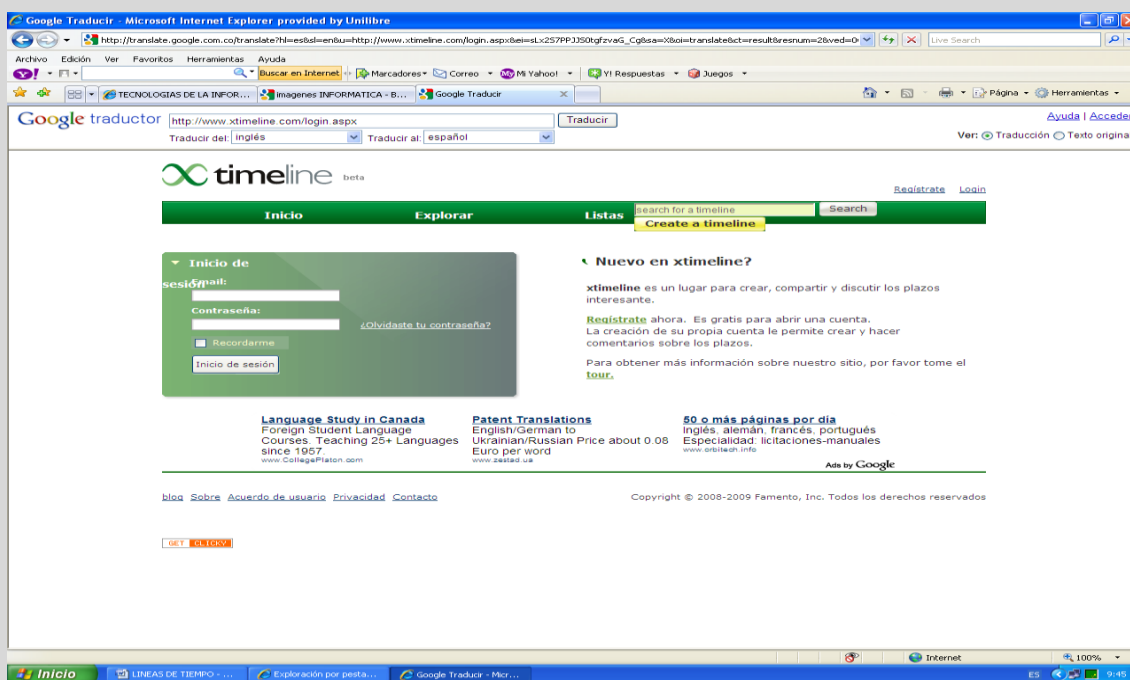 Google Traducir - Microsoft Internet Explorer provided by Unilibre
http://translate.google.com.co/translate?hl=es&sl=en&u=http://www.xtimeline.com/login.aspx&ei=sLx2S7PPJJS0tgfzvaG_Cg&sa=X&oi=translate&ct=result&resnum=2&ved=0 Live Search
Archivo Edición Ver Favoritos Herramientas Ayuda
Y! Buscar en Internet Marcadores Correo Mi Yahoo! Y! Respuestas Juegos
TECNOLOGIAS DE LA INFOR... imagenes INFORMATICA - B... Google Traducir Página Herramientas
Google traductor http://www.xtimeline.com/login.aspx Traducir Ayuda | Acceder
Traducir del: inglés Traducir al: español Ver: Traducción Texto origina
xtimeline beta
Regístrate Login
Inicio Explorar Listas search for a timeline Search
Create a timeline
Inicio de
sesión
Email:
Contraseña:
¿Olvidaste tu contraseña?
Recordarme
Inicio de sesión
Nuevo en xtimeline?
xtimeline es un lugar para crear, compartir y discutir los plazos
interesante.
Regístrate ahora. Es gratis para abrir una cuenta.
La creación de su propia cuenta le permite crear y hacer
comentarios sobre los plazos.
Para obtener más información sobre nuestro sitio, por favor tome el
tour.
Language Study in Canada
Foreign Student Language
Courses. Teaching 25+ Languages
since 1957.
www.CollegePlaton.com
Patent Translations
English/German to
Ukrainian/Russian Price about 0.08
Euro per word
www.zestad.ua
50 o más páginas por día
Inglés, alemán, francés, portugués
Especialidad: licitaciones-manuales
www.orbitech.info
Ads by Google
blog Sobre Acuerdo de usuario Privacidad Contacto Copyright © 2008-2009 Famento, Inc. Todos los derechos reservados
GET CLICKY
Internet 100%
Inicio LINEAS DE TIEMPO - ... Exploración por pesta... Google Traducir - Micr... ES 9:45